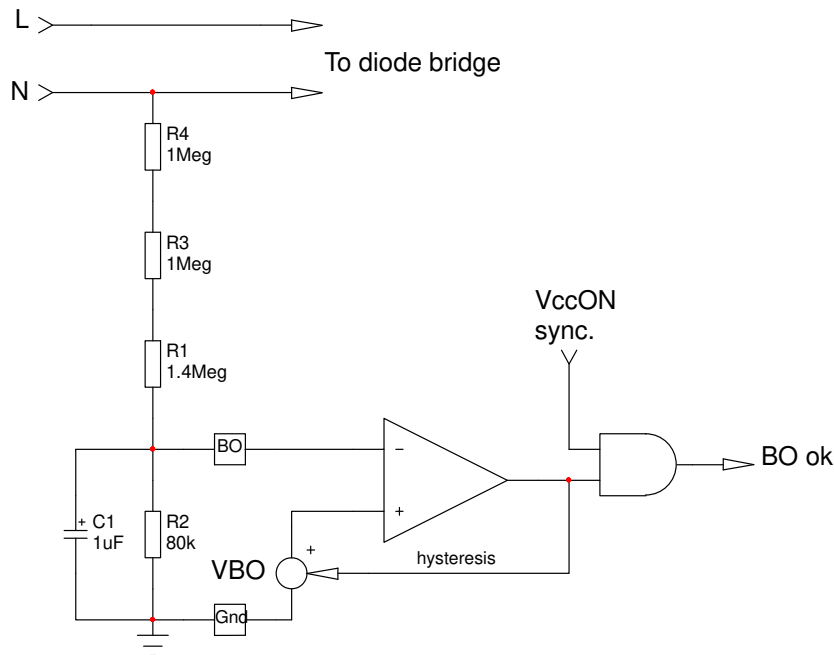 L
To diode bridge
N
R4
1Meg
R3
1Meg
VccON
sync.
R1
1.4Meg
BO
−
BO ok
+
+ C1
1uF
R2
80k
+
VBO
hysteresis
Gnd